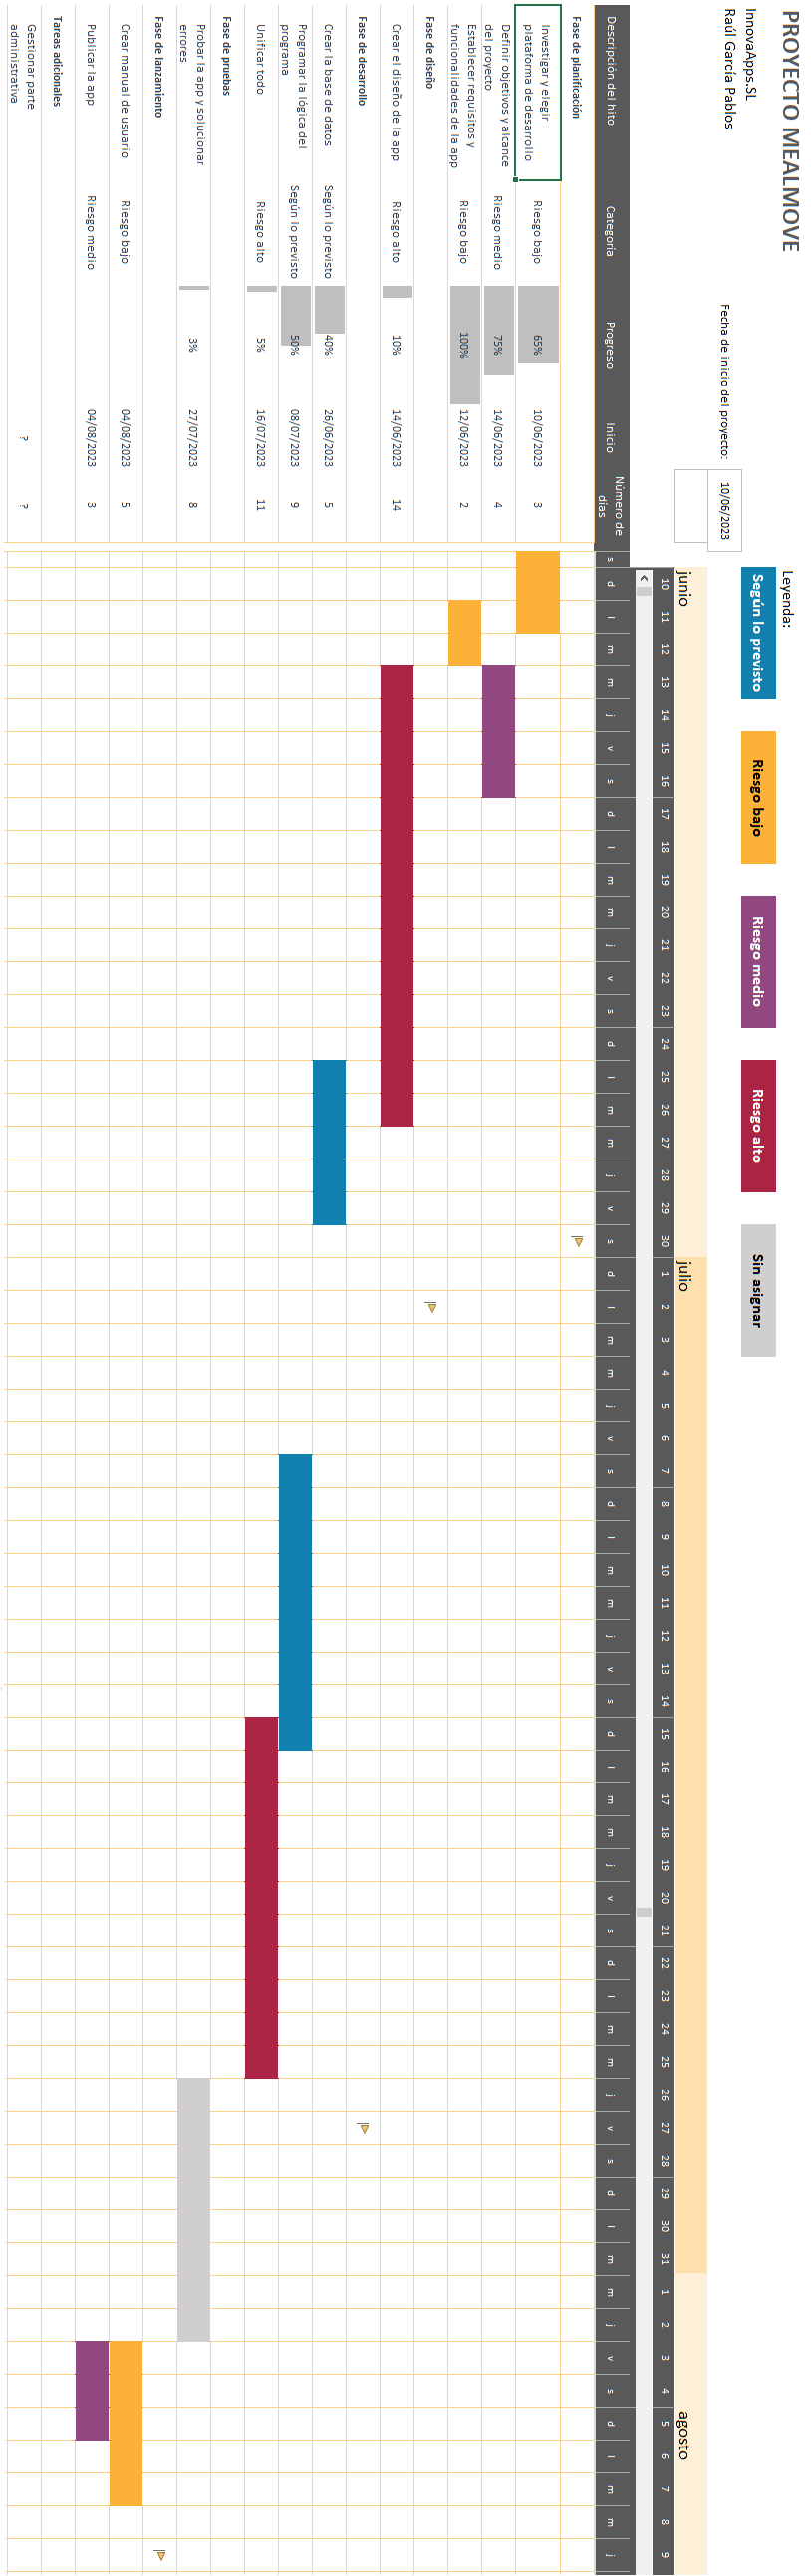 PROYECTO MEALMOVE
InnovaApps.SL
Raúl García Pablos
Fecha de inicio del proyecto:
10/06/2023
Leyenda:
Según lo previsto
Riesgo bajo
Riesgo medio
Riesgo alto
Sin asignar
junio
julio
agosto
10 11 12 13 14 15 16 17 18 19 20 21 22 23 24 25 26 27 28 29 30 1 2 3 4 5 6 7 8 9 10 11 12 13 14 15 16 17 18 19 20 21 22 23 24 25 26 27 28 29 30 31 1 2 3 4 5 6 7 8 9
Descripción del hito
Categoría
Progreso
Inicio
Número de
días
s d l m m j v s d l m m j v s d l m m j v s d l m m j v s d l m m j v s d l m m j v s d l m m j v s d l m m j v s d l m m j
Fase de planificación
Investigar y elegir
plataforma de desarrollo
Riesgo bajo
65%
10/06/2023
3
Definir objetivos y alcance
del proyecto
Riesgo medio
75%
14/06/2023
4
Establecer requisitos y
funcionalidades de la app
Riesgo bajo
100%
12/06/2023
2
Fase de diseño
Crear el diseño de la app
Riesgo alto
10%
14/06/2023
14
Fase de desarrollo
Crear la base de datos
Según lo previsto
40%
26/06/2023
5
Programar la lógica del
programa
Según lo previsto
50%
08/07/2023
9
Unificar todo
Riesgo alto
5%
16/07/2023
11
Fase de pruebas
Probar la app y solucionar
errores
3%
27/07/2023
8
Fase de lanzamiento
Crear manual de usuario
Riesgo bajo
04/08/2023
5
Publicar la app
Riesgo medio
04/08/2023
3
Tareas adicionales
Gestionar parte
administrativa
?
?